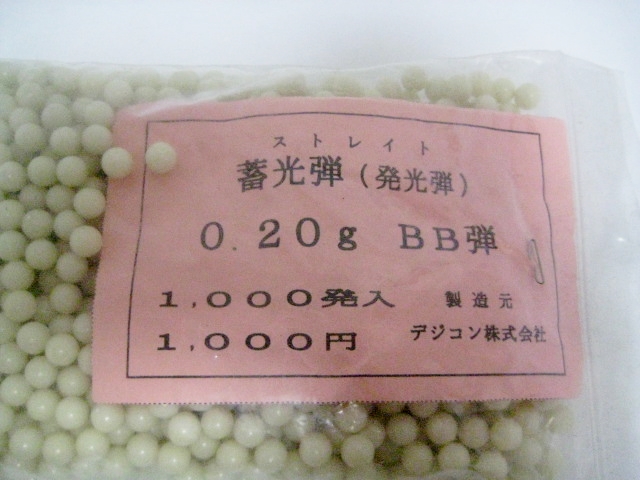 ストレイト
蓄光弾(発光弾)
0.20g BB弾
1,000発入 製造元
1,000円 デジコン株式会社